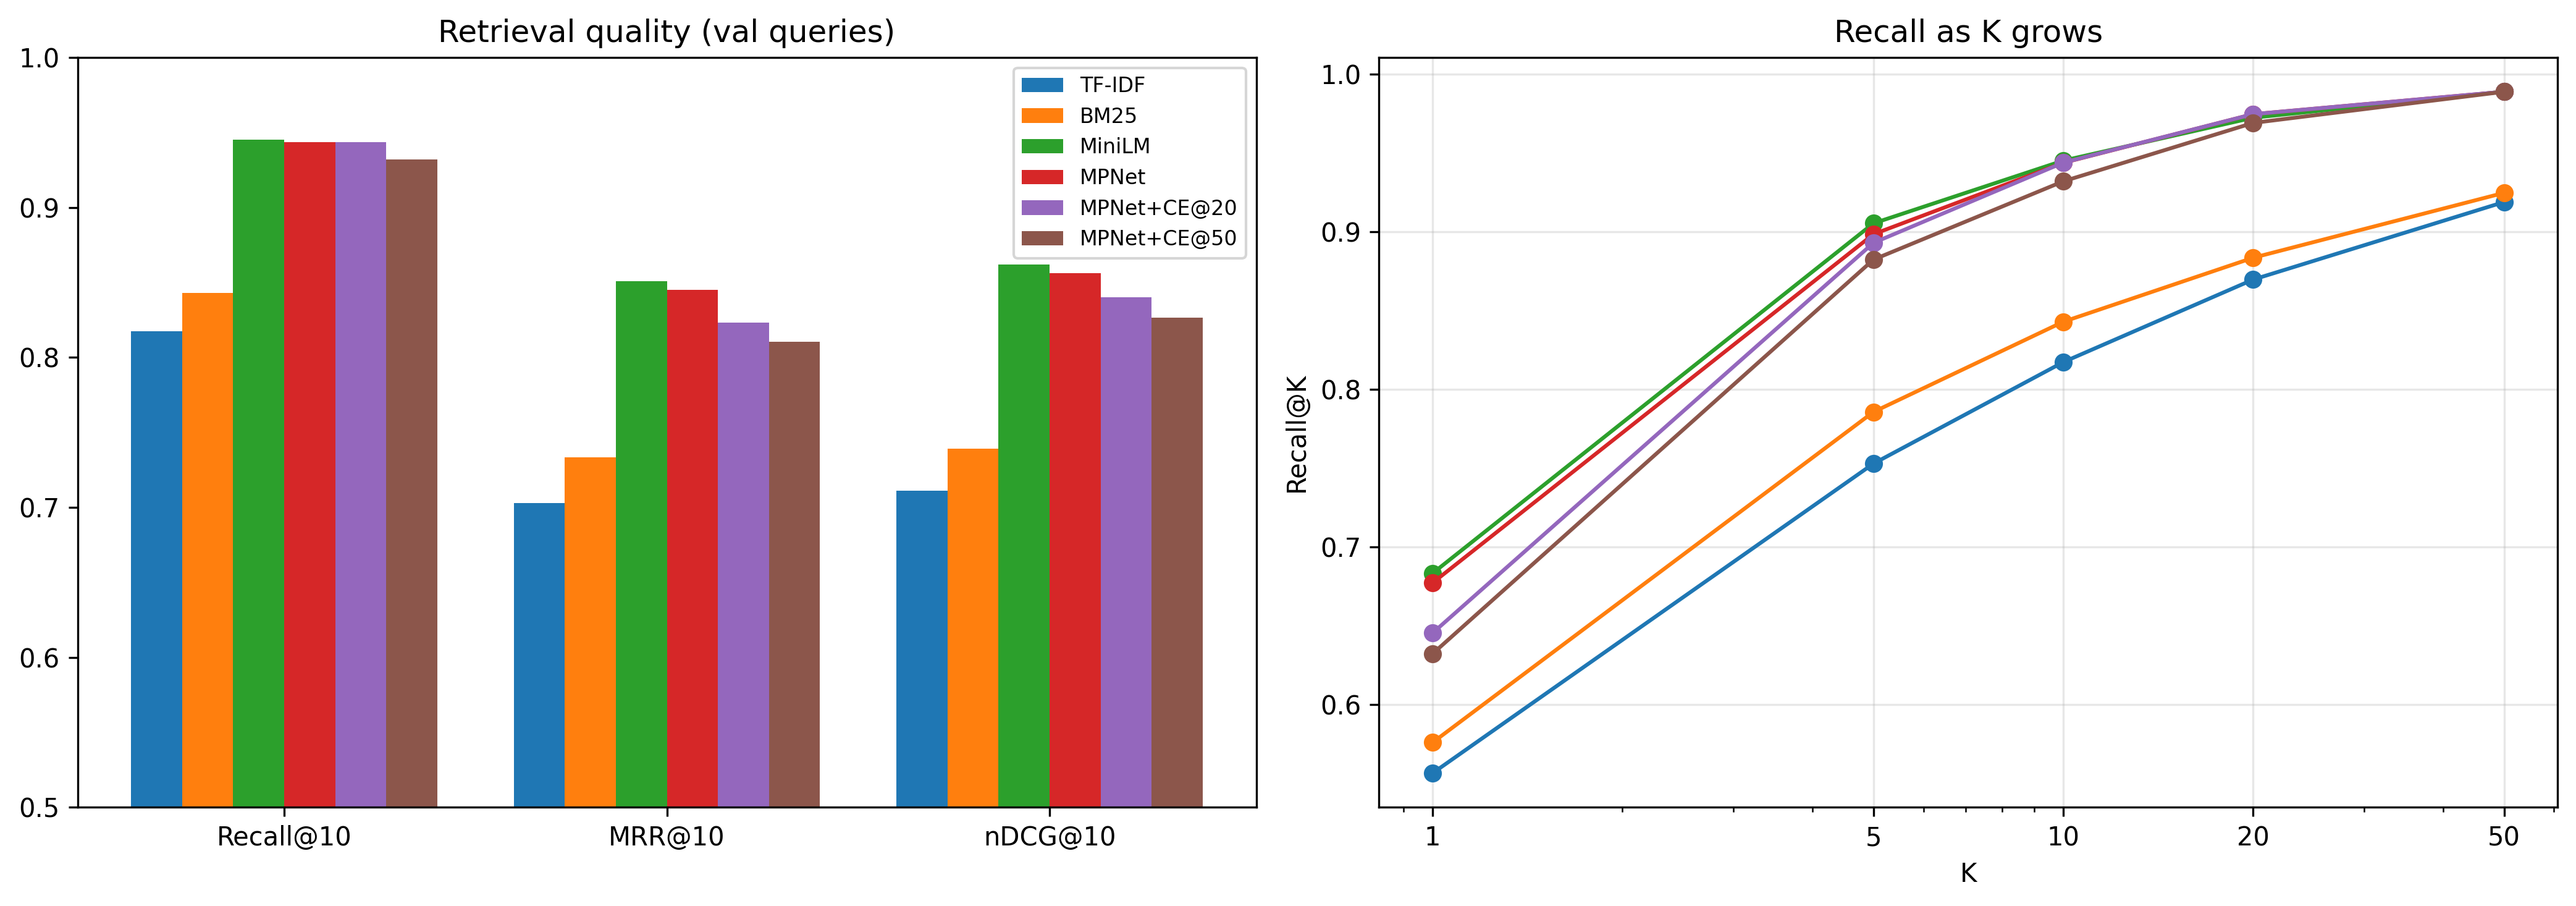 Retrieval quality (val queries)
1.0
0.9
0.8
0.7
0.6
0.5
Recall@10
MRR@10
nDCG@10
TF-IDF
BM25
MiniLM
MPNet
MPNet+CE@20
MPNet+CE@50
Recall as K grows
Recall@K
1.0
0.9
0.8
0.7
0.6
1
5
10
20
50
K